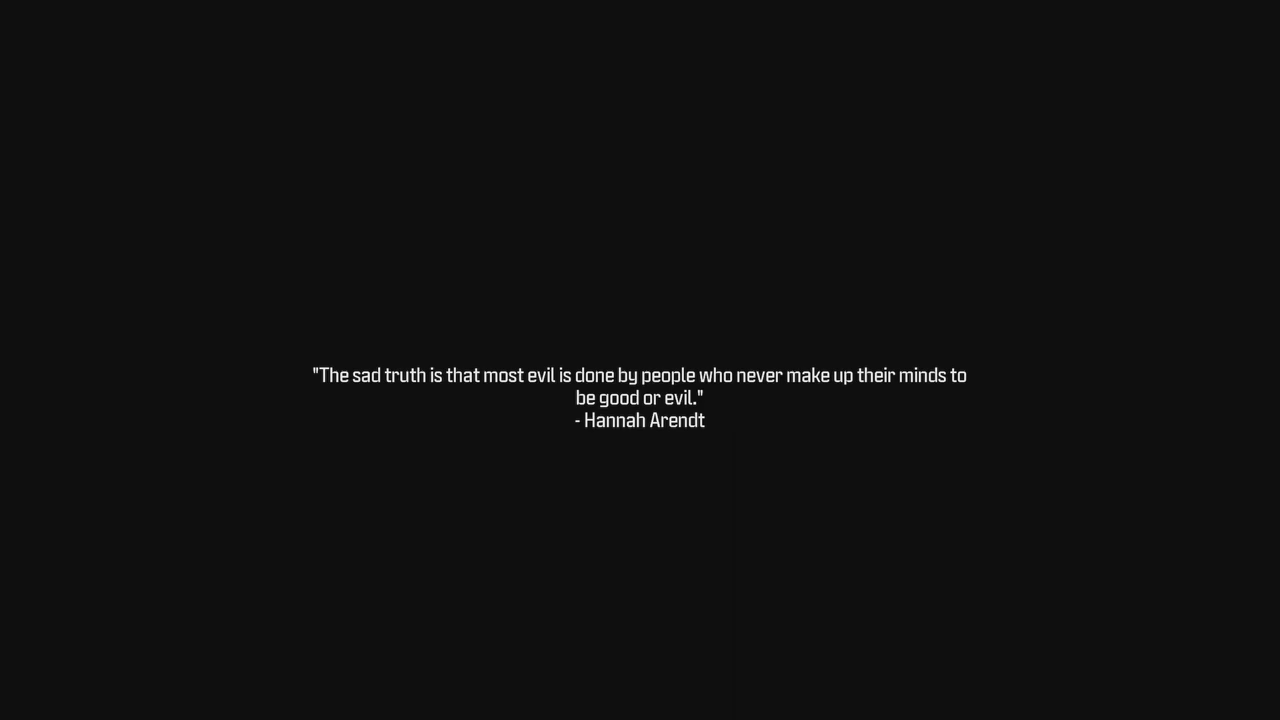 "The sad truth is that most evil is done by people who never make up their minds to
be good or evil."
- Hannah Arendt